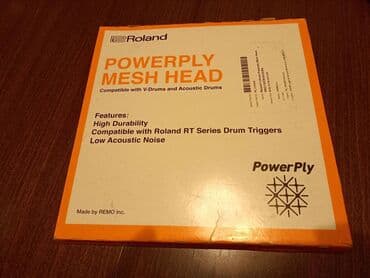 Roland
POWERPLY
MESH HEAD
Compatible with V-Drums and Acoustic Drums
Features:
High Durability
Compatible with Roland RT Series Drum Triggers
Low Acoustic Noise
PowerPly
Made by REMO Inc.